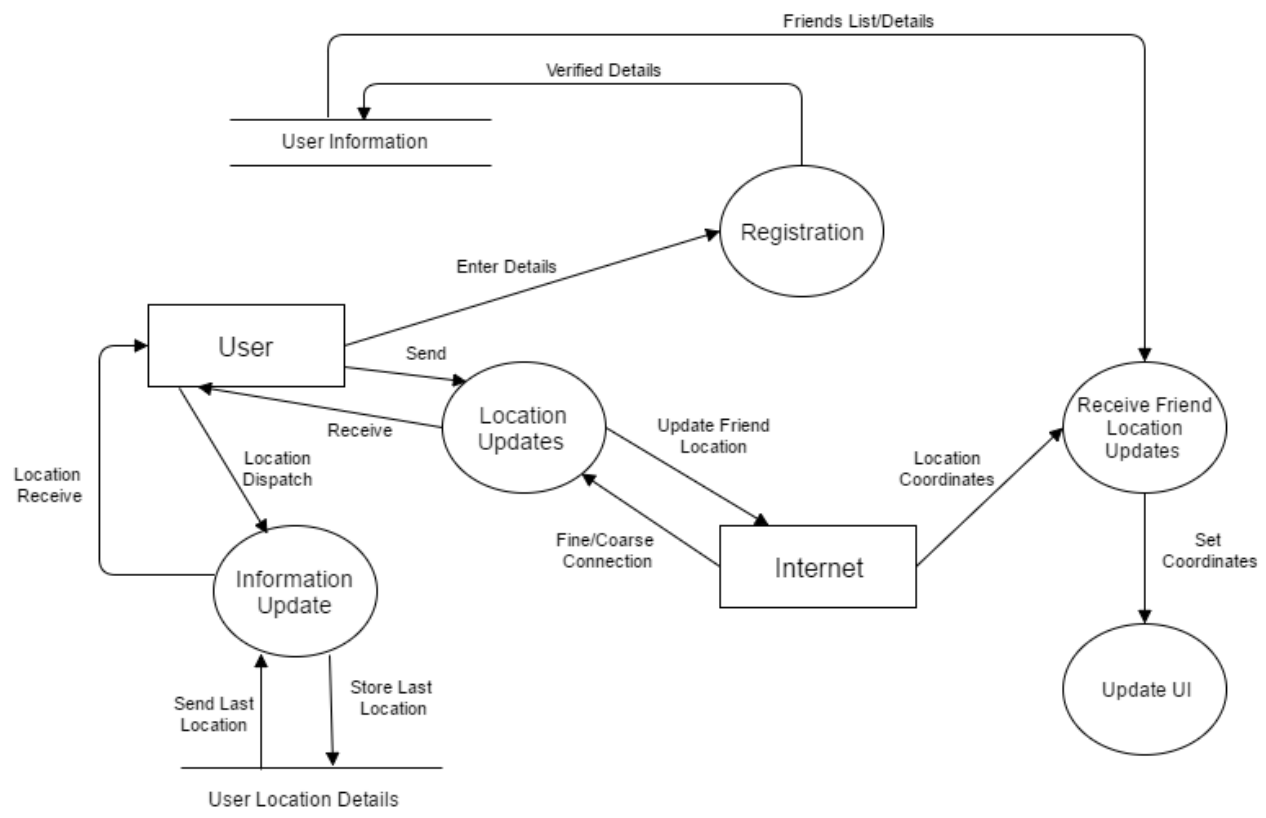 Friends List/Details
Verified Details
User Information
Registration
Enter Details
User
Send
Location
Updates
Receive
Update Friend
Location
Receive Friend
Location
Updates
Location
Dispatch
Location
Receive
Location
Coordinates
Fine/Coarse
Connection
Internet
Set
Coordinates
Information
Update
Send Last
Location
Store Last
Location
Update UI
User Location Details